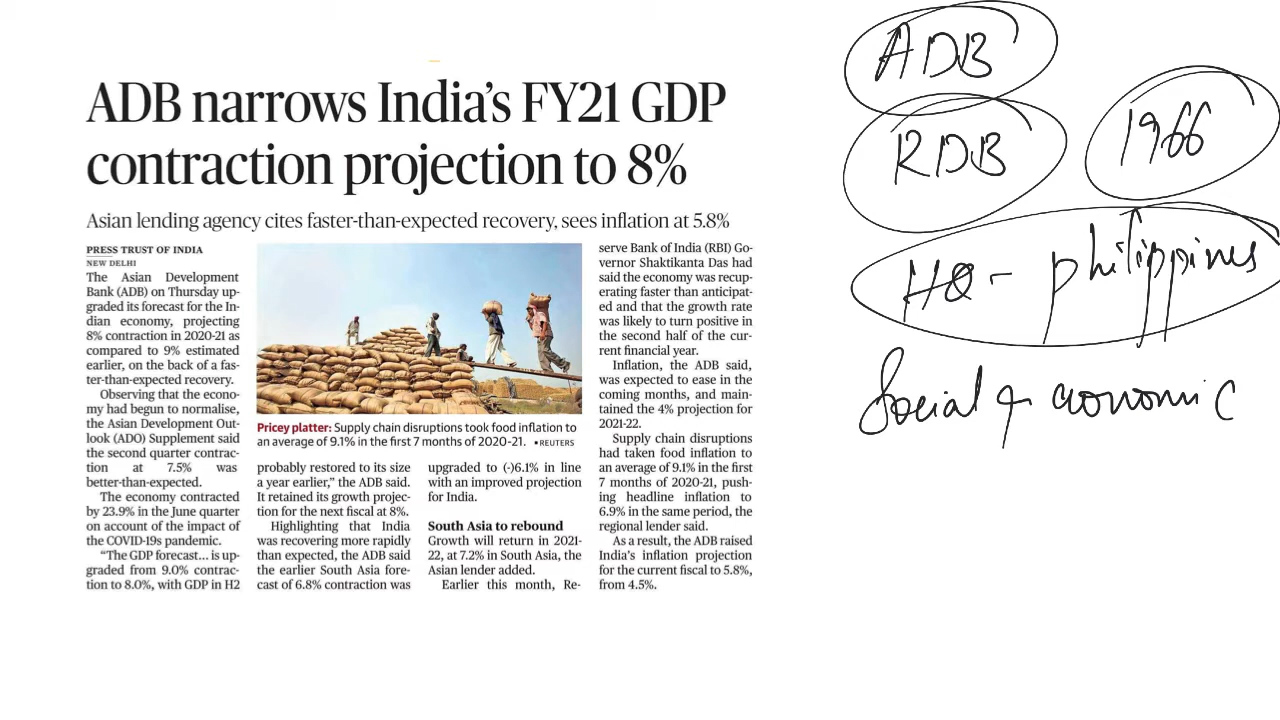 ADB narrows India's FY21 GDP
contraction projection to 8%
Asian lending agency cites faster-than-expected recovery, sees inflation at 5.8%
PRESS TRUST OF INDIA
NEW DELHI
The Asian Development
Bank (ADB) on Thursday up-
graded its forecast for the In-
dian economy, projecting
8% contraction in 2020-21 as
compared to 9% estimated
earlier, on the back of a fas-
ter-than-expected recovery.
Observing that the econo-
my had begun to normalise,
the Asian Development Out-
look (ADO) Supplement said
the second quarter contrac-
tion at 7.5% was
better-than-expected.
The economy contracted
by 23.9% in the June quarter
on account of the impact of
the COVID-19s pandemic.
“The GDP forecast... is up-
graded from 9.0% contrac-
tion to 8.0%, with GDP in H2
Pricey platter: Supply chain disruptions took food inflation to
an average of 9.1% in the first 7 months of 2020-21. •REUTERS
probably restored to its size
a year earlier,” the ADB said.
It retained its growth projec-
tion for the next fiscal at 8%.
Highlighting that India
was recovering more rapidly
than expected, the ADB said
the earlier South Asia fore-
cast of 6.8% contraction was
upgraded to (-)6.1% in line
with an improved projection
for India.
South Asia to rebound
Growth will return in 2021-
22, at 7.2% in South Asia, the
Asian lender added.
Earlier this month, Re-
serve Bank of India (RBI) Go-
vernor Shaktikanta Das had
said the economy was recup-
erating faster than anticipat-
ed and that the growth rate
was likely to turn positive in
the second half of the cur-
rent financial year.
Inflation, the ADB said,
was expected to ease in the
coming months, and main-
tained the 4% projection for
2021-22.
Supply chain disruptions
had taken food inflation to
an average of 9.1% in the first
7 months of 2020-21, push-
ing headline inflation to
6.9% in the same period, the
regional lender said.
As a result, the ADB raised
India's inflation projection
for the current fiscal to 5.8%,
from 4.5%.
ADB
RDB
1966
HQ - philippines
Social & economic